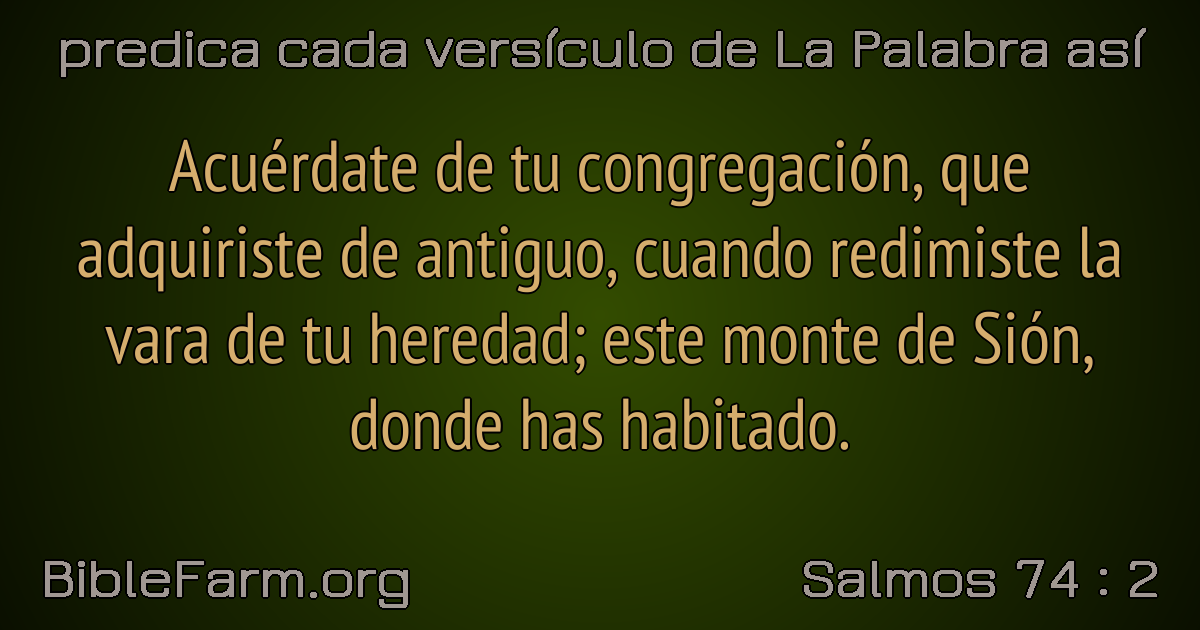 predica cada versículo de La Palabra así
Acuérdate de tu congregación, que
adquiriste de antiguo, cuando redimiste la
vara de tu heredad; este monte de Sión,
donde has habitado.
BibleFarm.org
Salmos 74 : 2